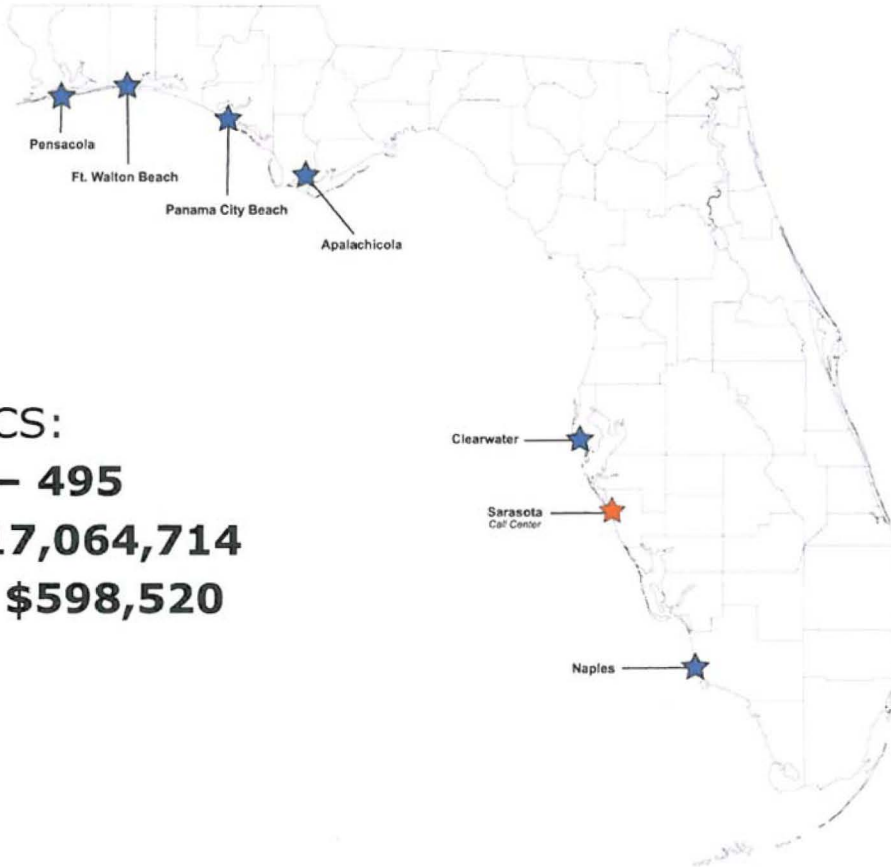 Pensacola
Ft. Walton Beach
Panama City Beach
Apalachicola
CS:
– 495
17,064,714
$598,520
Clearwater
Sarasota
Call Center
Naples